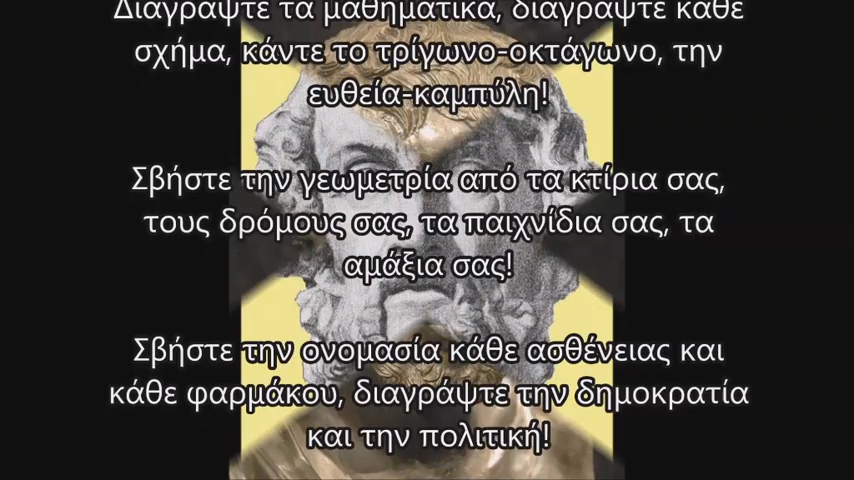 Διαγράψτε τα μαθηματικά, διαγράψτε κάθε
σχήμα, κάντε το τρίγωνο-οκτάγωνο, την
ευθεία-καμπύλη!
Σβήστε την γεωμετρία από τα κτίρια σας,
τους δρόμους σας, τα παιχνίδια σας, τα
αμάξια σας!
Σβήστε την ονομασία κάθε ασθένειας και
κάθε φαρμάκου, διαγράψτε την δημοκρατία
και την πολιτική!